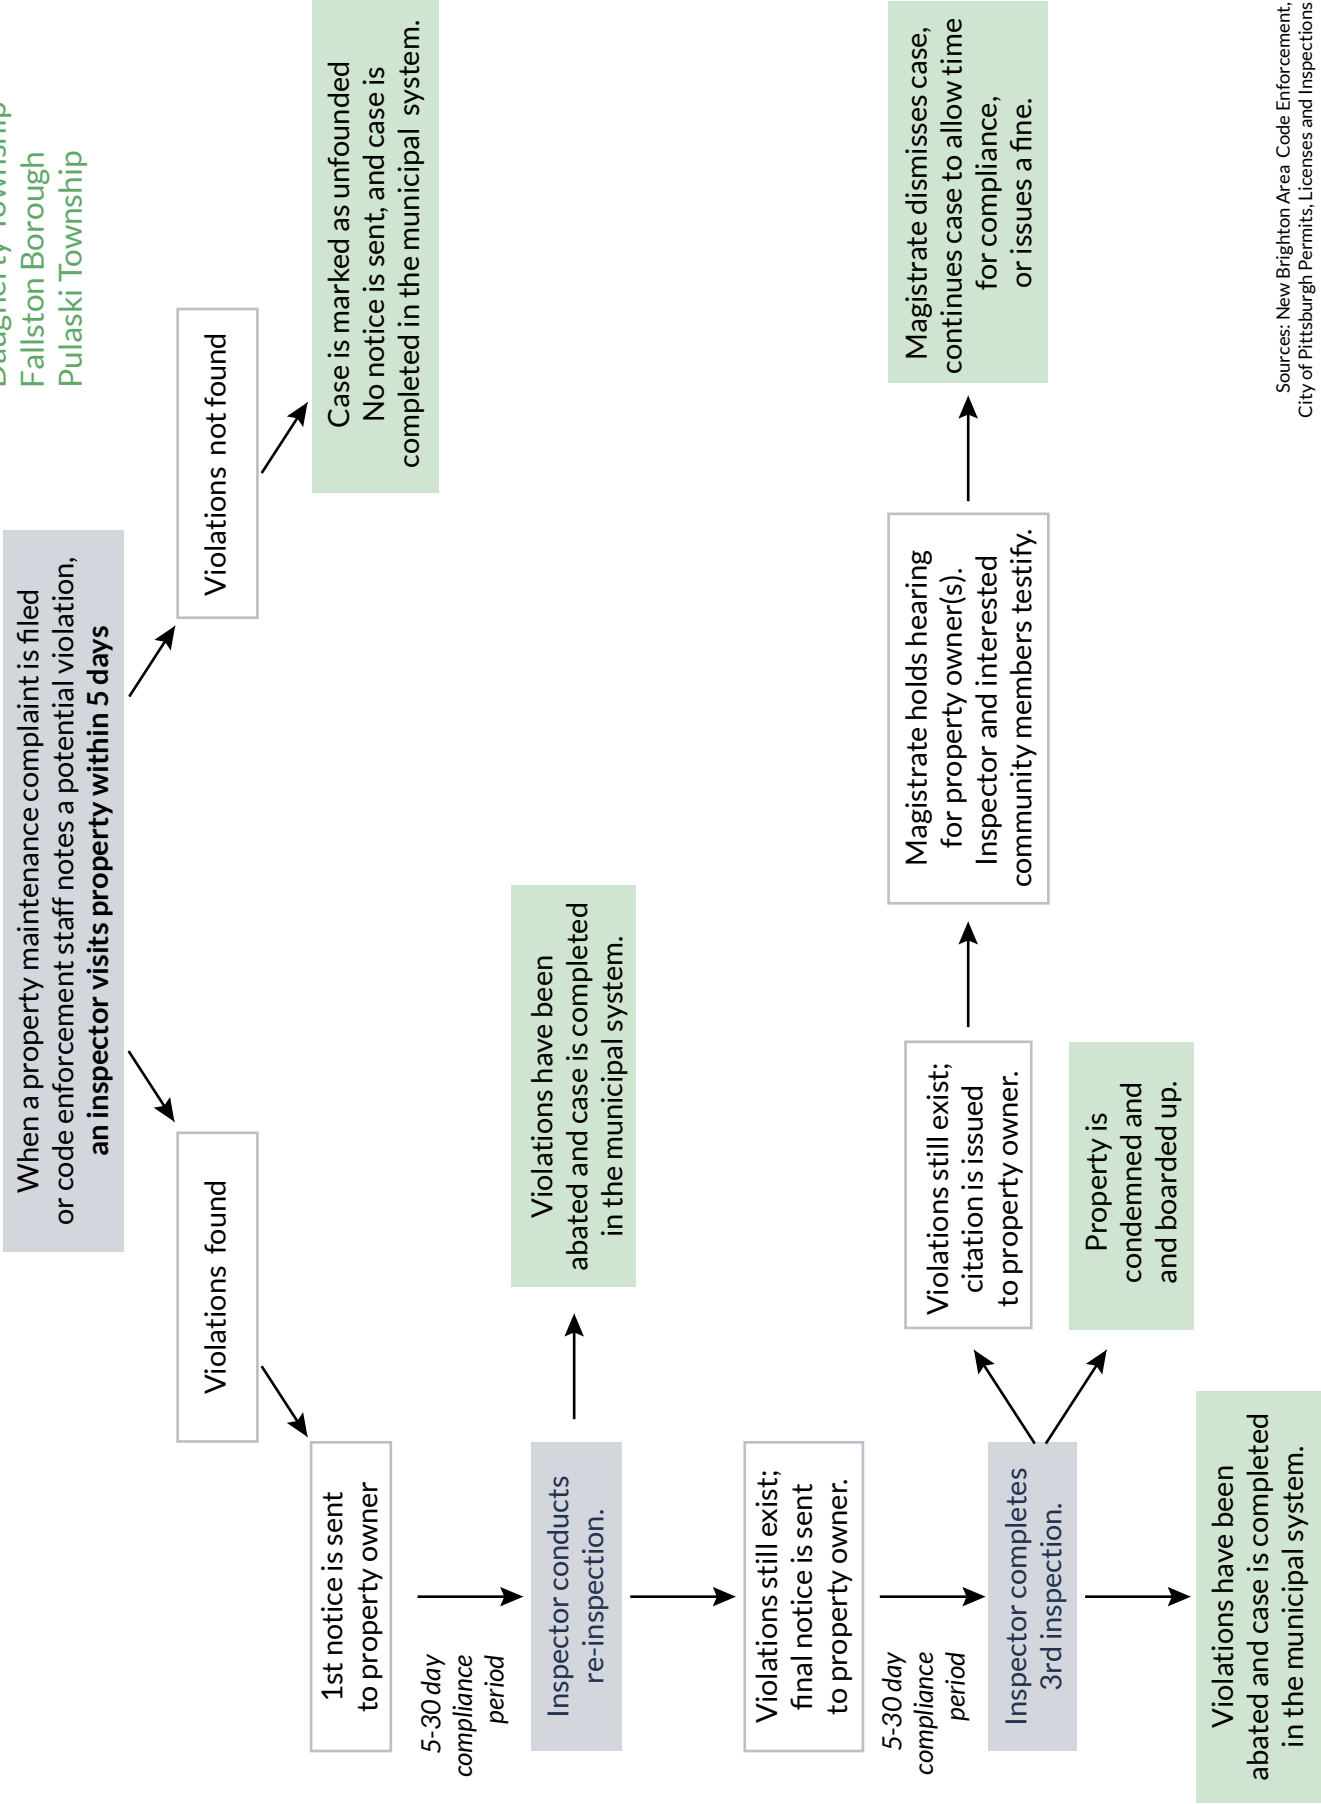 Fallston Borough
Pulaski Township
When a property maintenance complaint is filed
or code enforcement staff notes a potential violation,
an inspector visits property within 5 days
Violations found
Violations not found
Case is marked as unfounded
No notice is sent, and case is
completed in the municipal system.
1st notice is sent
to property owner
5-30 day
compliance
period
Inspector conducts
re-inspection.
Violations have been
abated and case is completed
in the municipal system.
Violations still exist;
final notice is sent
to property owner.
5-30 day
compliance
period
Inspector completes
3rd inspection.
Violations still exist;
citation is issued
to property owner.
Magistrate holds hearing
for property owner(s).
Inspector and interested
community members testify.
Magistrate dismisses case,
continues case to allow time
for compliance,
or issues a fine.
Property is
condemned and
and boarded up.
Violations have been
abated and case is completed
in the municipal system.
Sources: New Brighton Area Code Enforcement,
City of Pittsburgh Permits, Licenses and Inspections